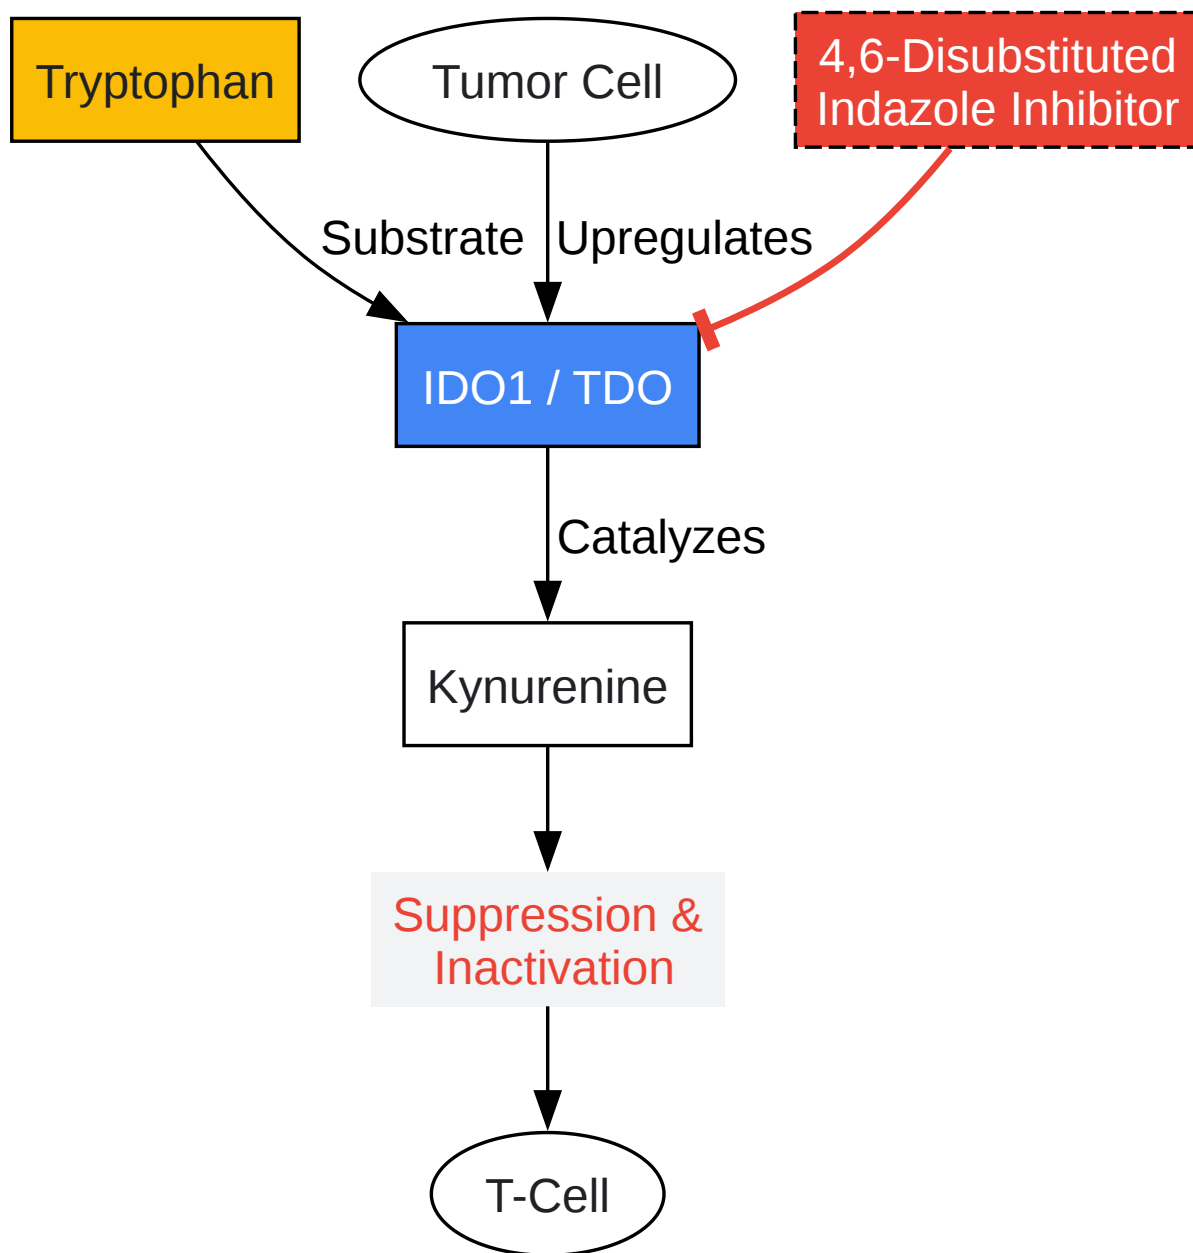 Tryptophan
Tumor Cell
4,6-Disubstituted
Indazole Inhibitor
Substrate
Upregulates
IDO1 / TDO
Catalyzes
Kynurenine
Suppression &
Inactivation
T-Cell